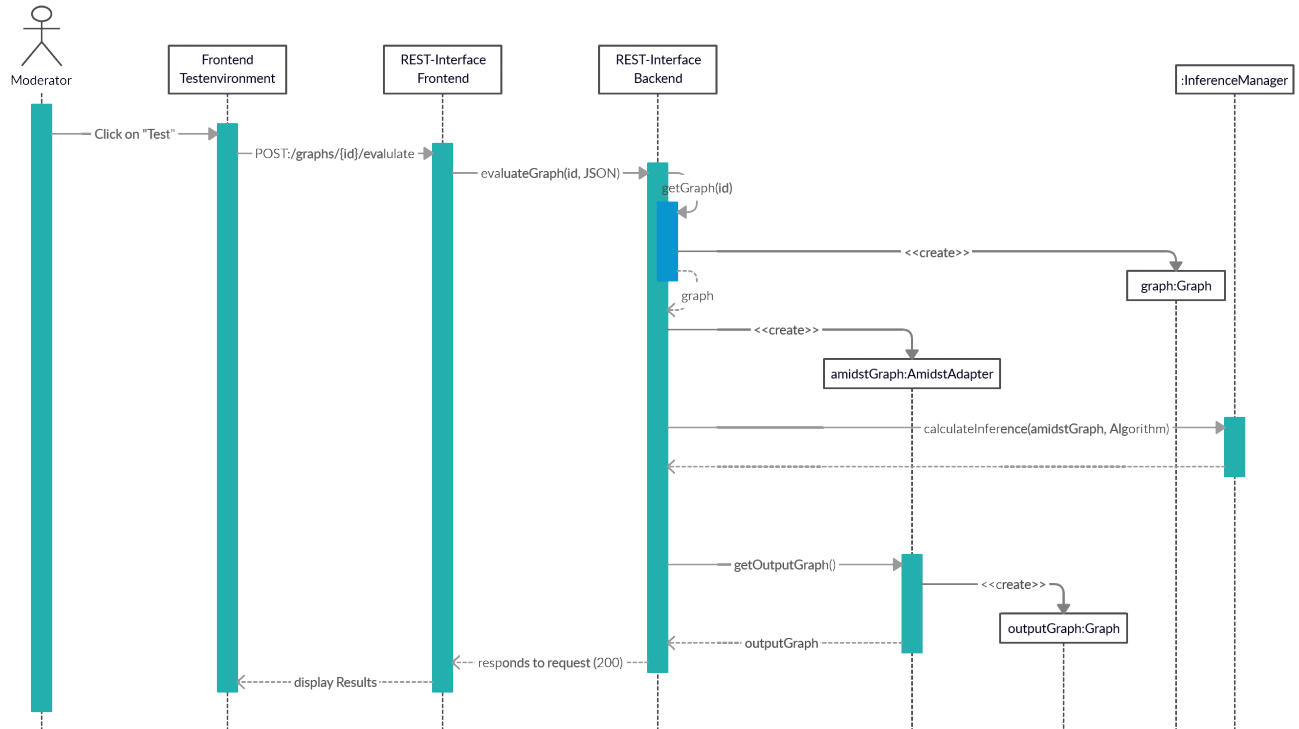 Moderator
Frontend
Testenvironment
REST-Interface
Frontend
REST-Interface
Backend
:InferenceManager
Click on "Test"
POST:/graphs/{id}/evalulate
evaluateGraph(id, JSON)
getGraph(id)
<<create>>
graph:Graph
graph
<<create>>
amidstGraph:AmidstAdapter
calculateInference(amidstGraph, Algorithm)
getOutputGraph()
<<create>>
outputGraph:Graph
outputGraph
responds to request (200)
display Results